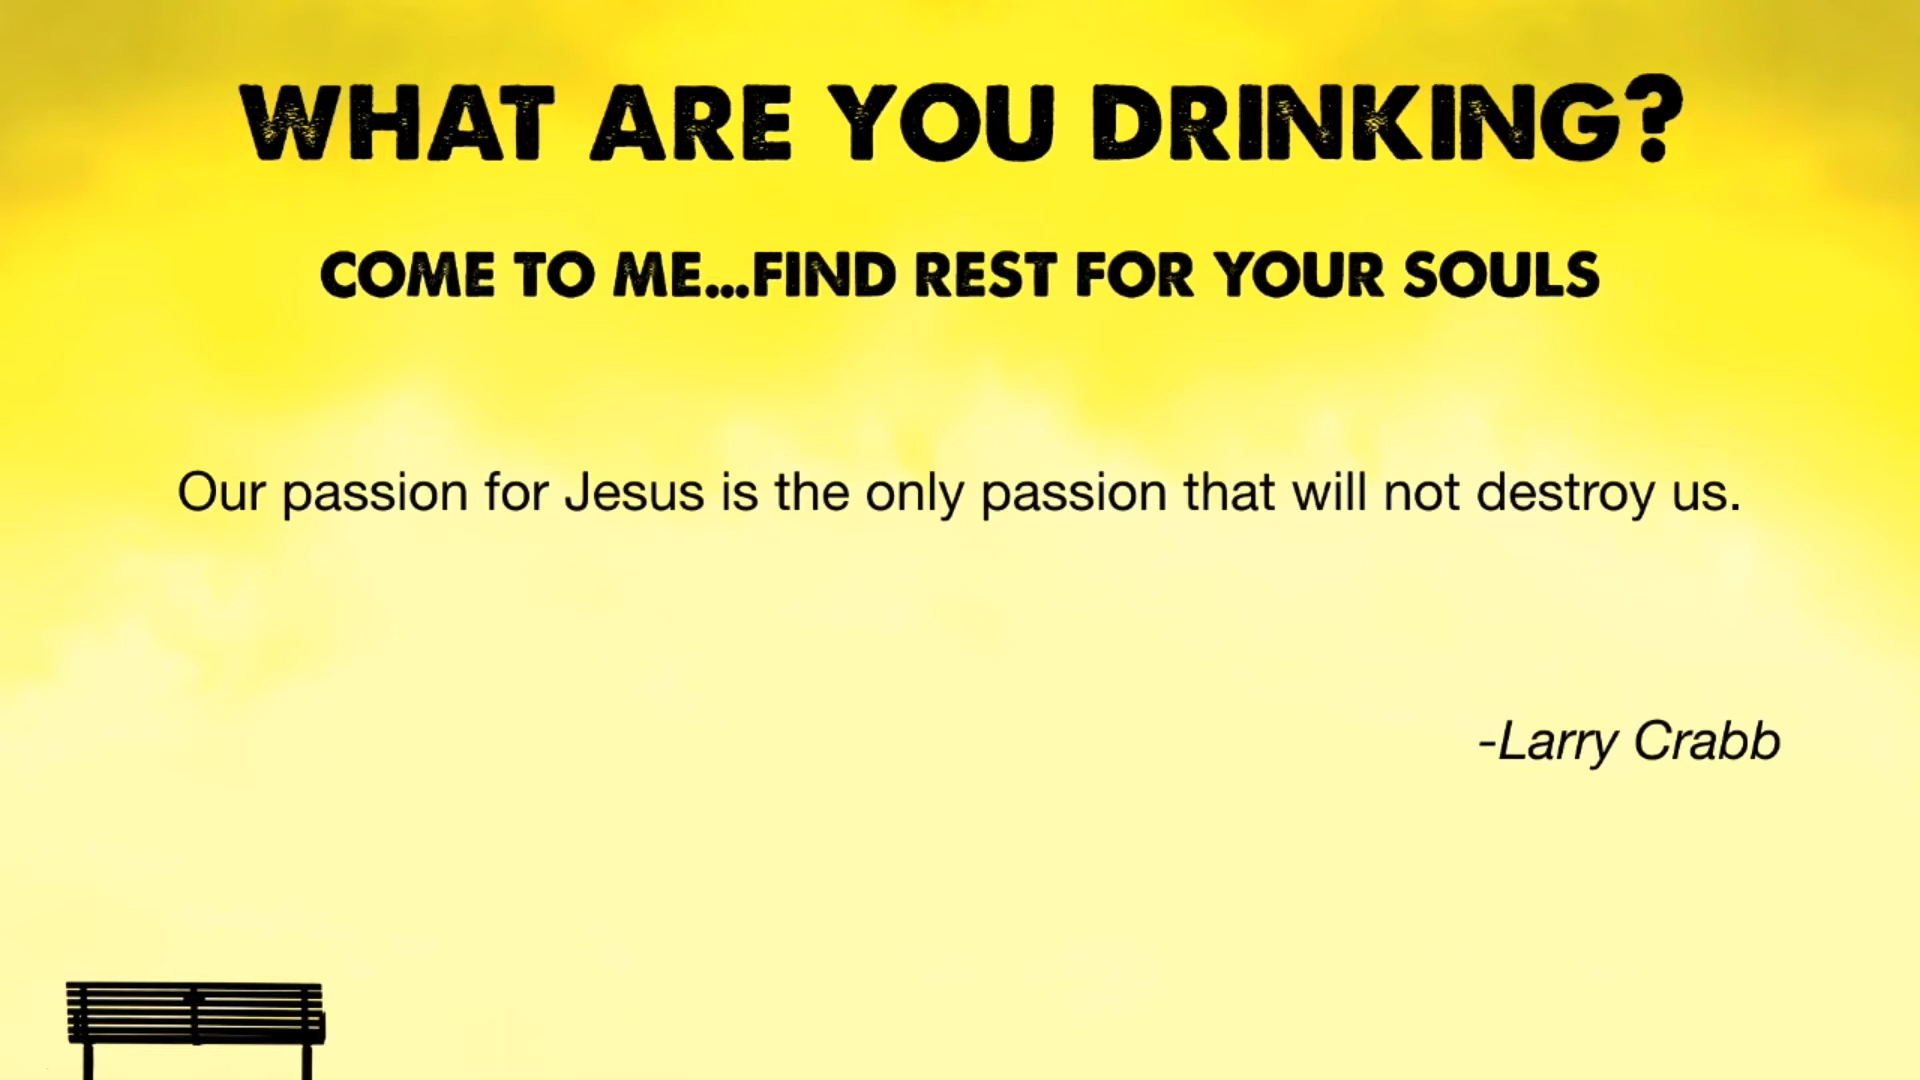 WHAT ARE YOU DRINKING?
COME TO ME...FIND REST FOR YOUR SOULS
Our passion for Jesus is the only passion that will not destroy us.
-Larry Crabb